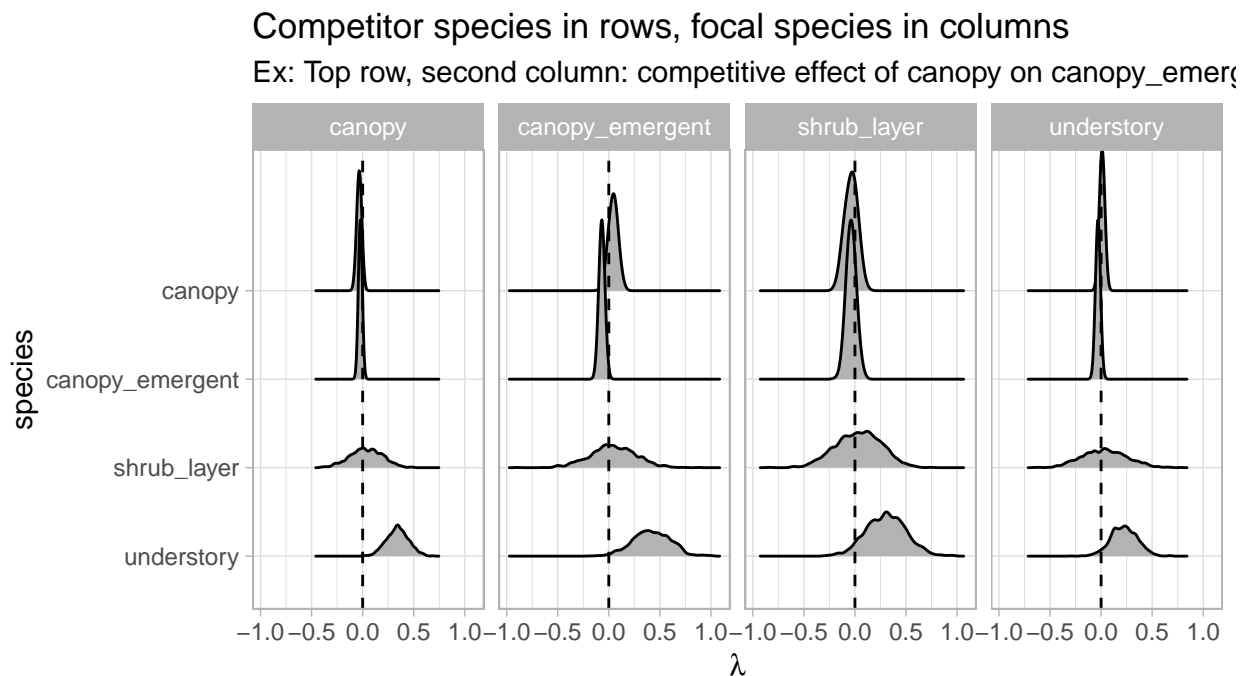 Competitor species in rows, focal species in columns
Ex: Top row, second column: competitive effect of canopy on canopy_emerg
canopy canopy_emergent shrub_layer understory
species
canopy
canopy_emergent
shrub_layer
understory
−1.0 −0.5 0.0 0.5 1.0 −1.0 −0.5 0.0 0.5 1.0 −1.0 −0.5 0.0 0.5 1.0 −1.0 −0.5 0.0 0.5 1.0
λ